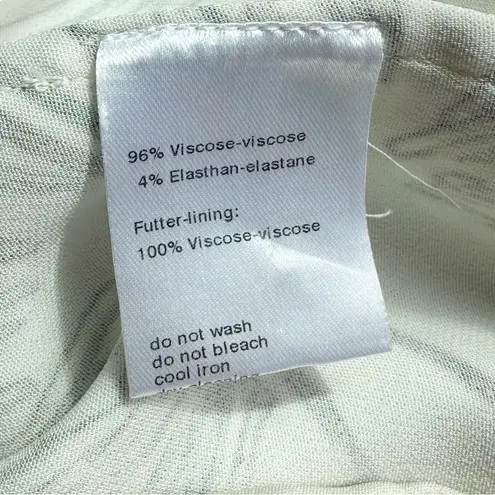 96% Viscose-viscose
4% Elasthan-elastane
Futter-lining:
100% Viscose-viscose
do not wash
do not bleach
cool iron